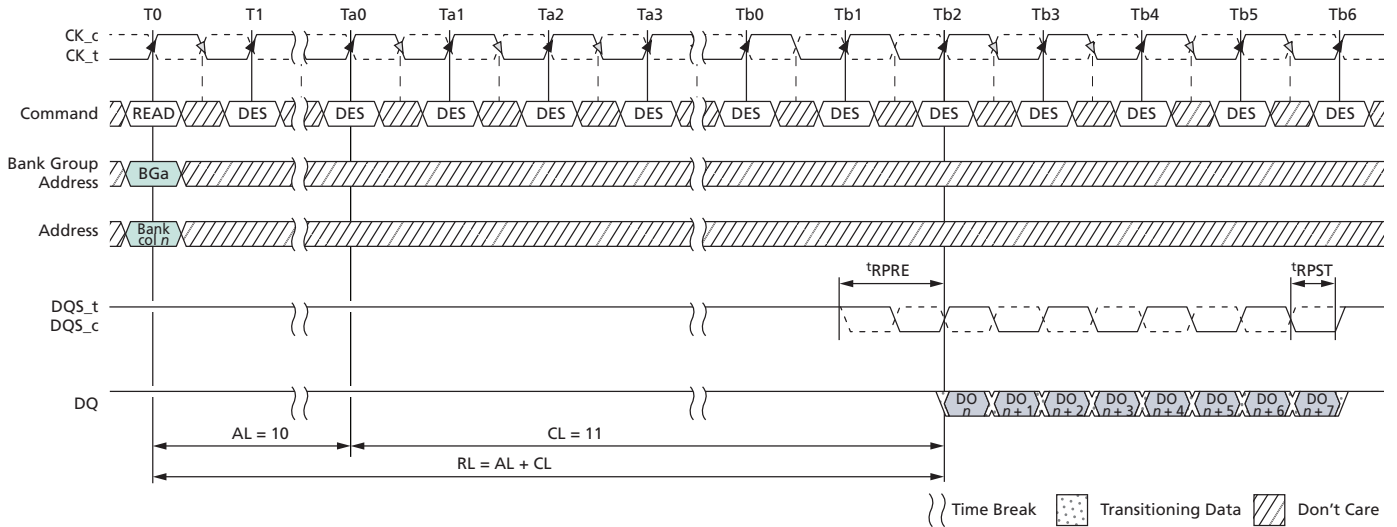 T0 T1 Ta0 Ta1 Ta2 Ta3 Tb0 Tb1 Tb2 Tb3 Tb4 Tb5 Tb6
CK_c
CK_t
Command READ DES DES DES DES DES DES DES DES DES DES DES DES
Bank Group
Address
BGa
Address
Bank
col n
tRPRE
tRPST
DQS_t
DQS_c
DQ
DO n
DO n + 1
DO n + 2
DO n + 3
DO n + 4
DO n + 5
DO n + 6
DO n + 7
AL = 10
CL = 11
RL = AL + CL
Time Break Transitioning Data Don't Care